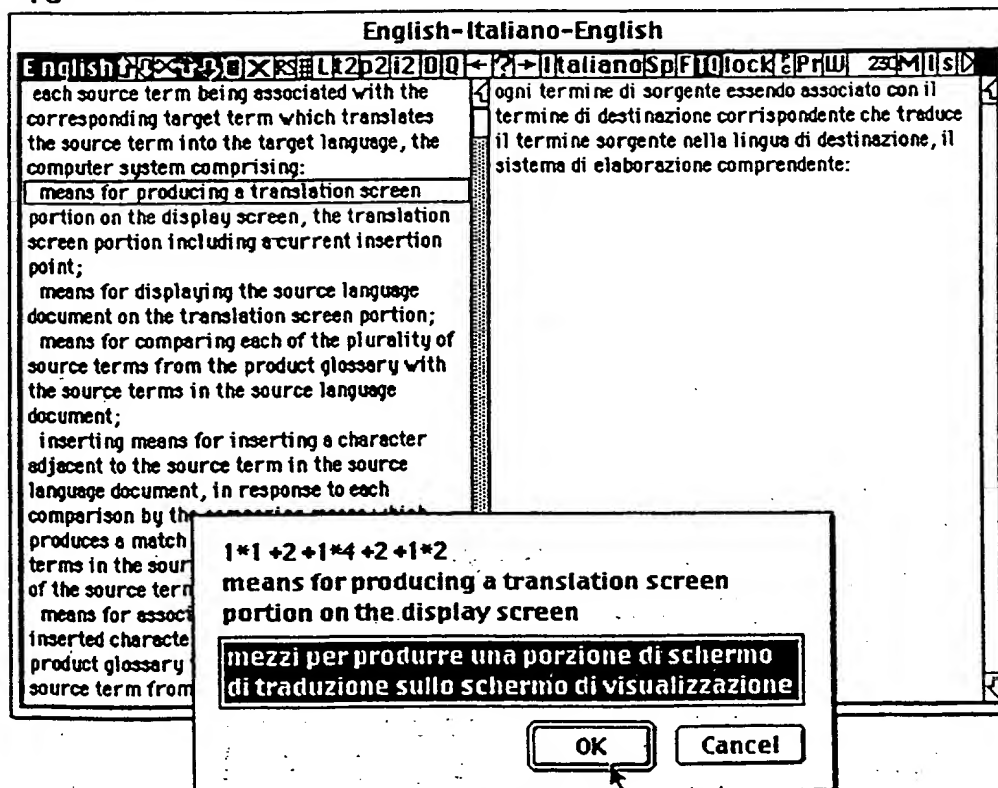 English-Italiano-English
English
Italiano
each source term being associated with the
corresponding target term which translates
the source term into the target language, the
computer system comprising:
means for producing a translation screen
portion on the display screen, the translation
screen portion including a current insertion
point;
means for displaying the source language
document on the translation screen portion;
means for comparing each of the plurality of
source terms from the product glossary with
the source terms in the source language
document;
inserting means for inserting a character
adjacent to the source term in the source
language document, in response to each
comparison by the
produces a match
terms in the sour
of the source tern
means for associ
inserted characte
product glossary
source term from
ogni termine di sorgente essendo associato con il
termine di destinazione corrispondente che traduce
il termine sorgente nella lingua di destinazione, il
sistema di elaborazione comprendente:
1*1 +2 +1*4 +2 +1*2
means for producing a translation screen
portion on the display screen
mezzi per produrre una porzione di schermo
di traduzione sullo schermo di visualizzazione
OK
Cancel